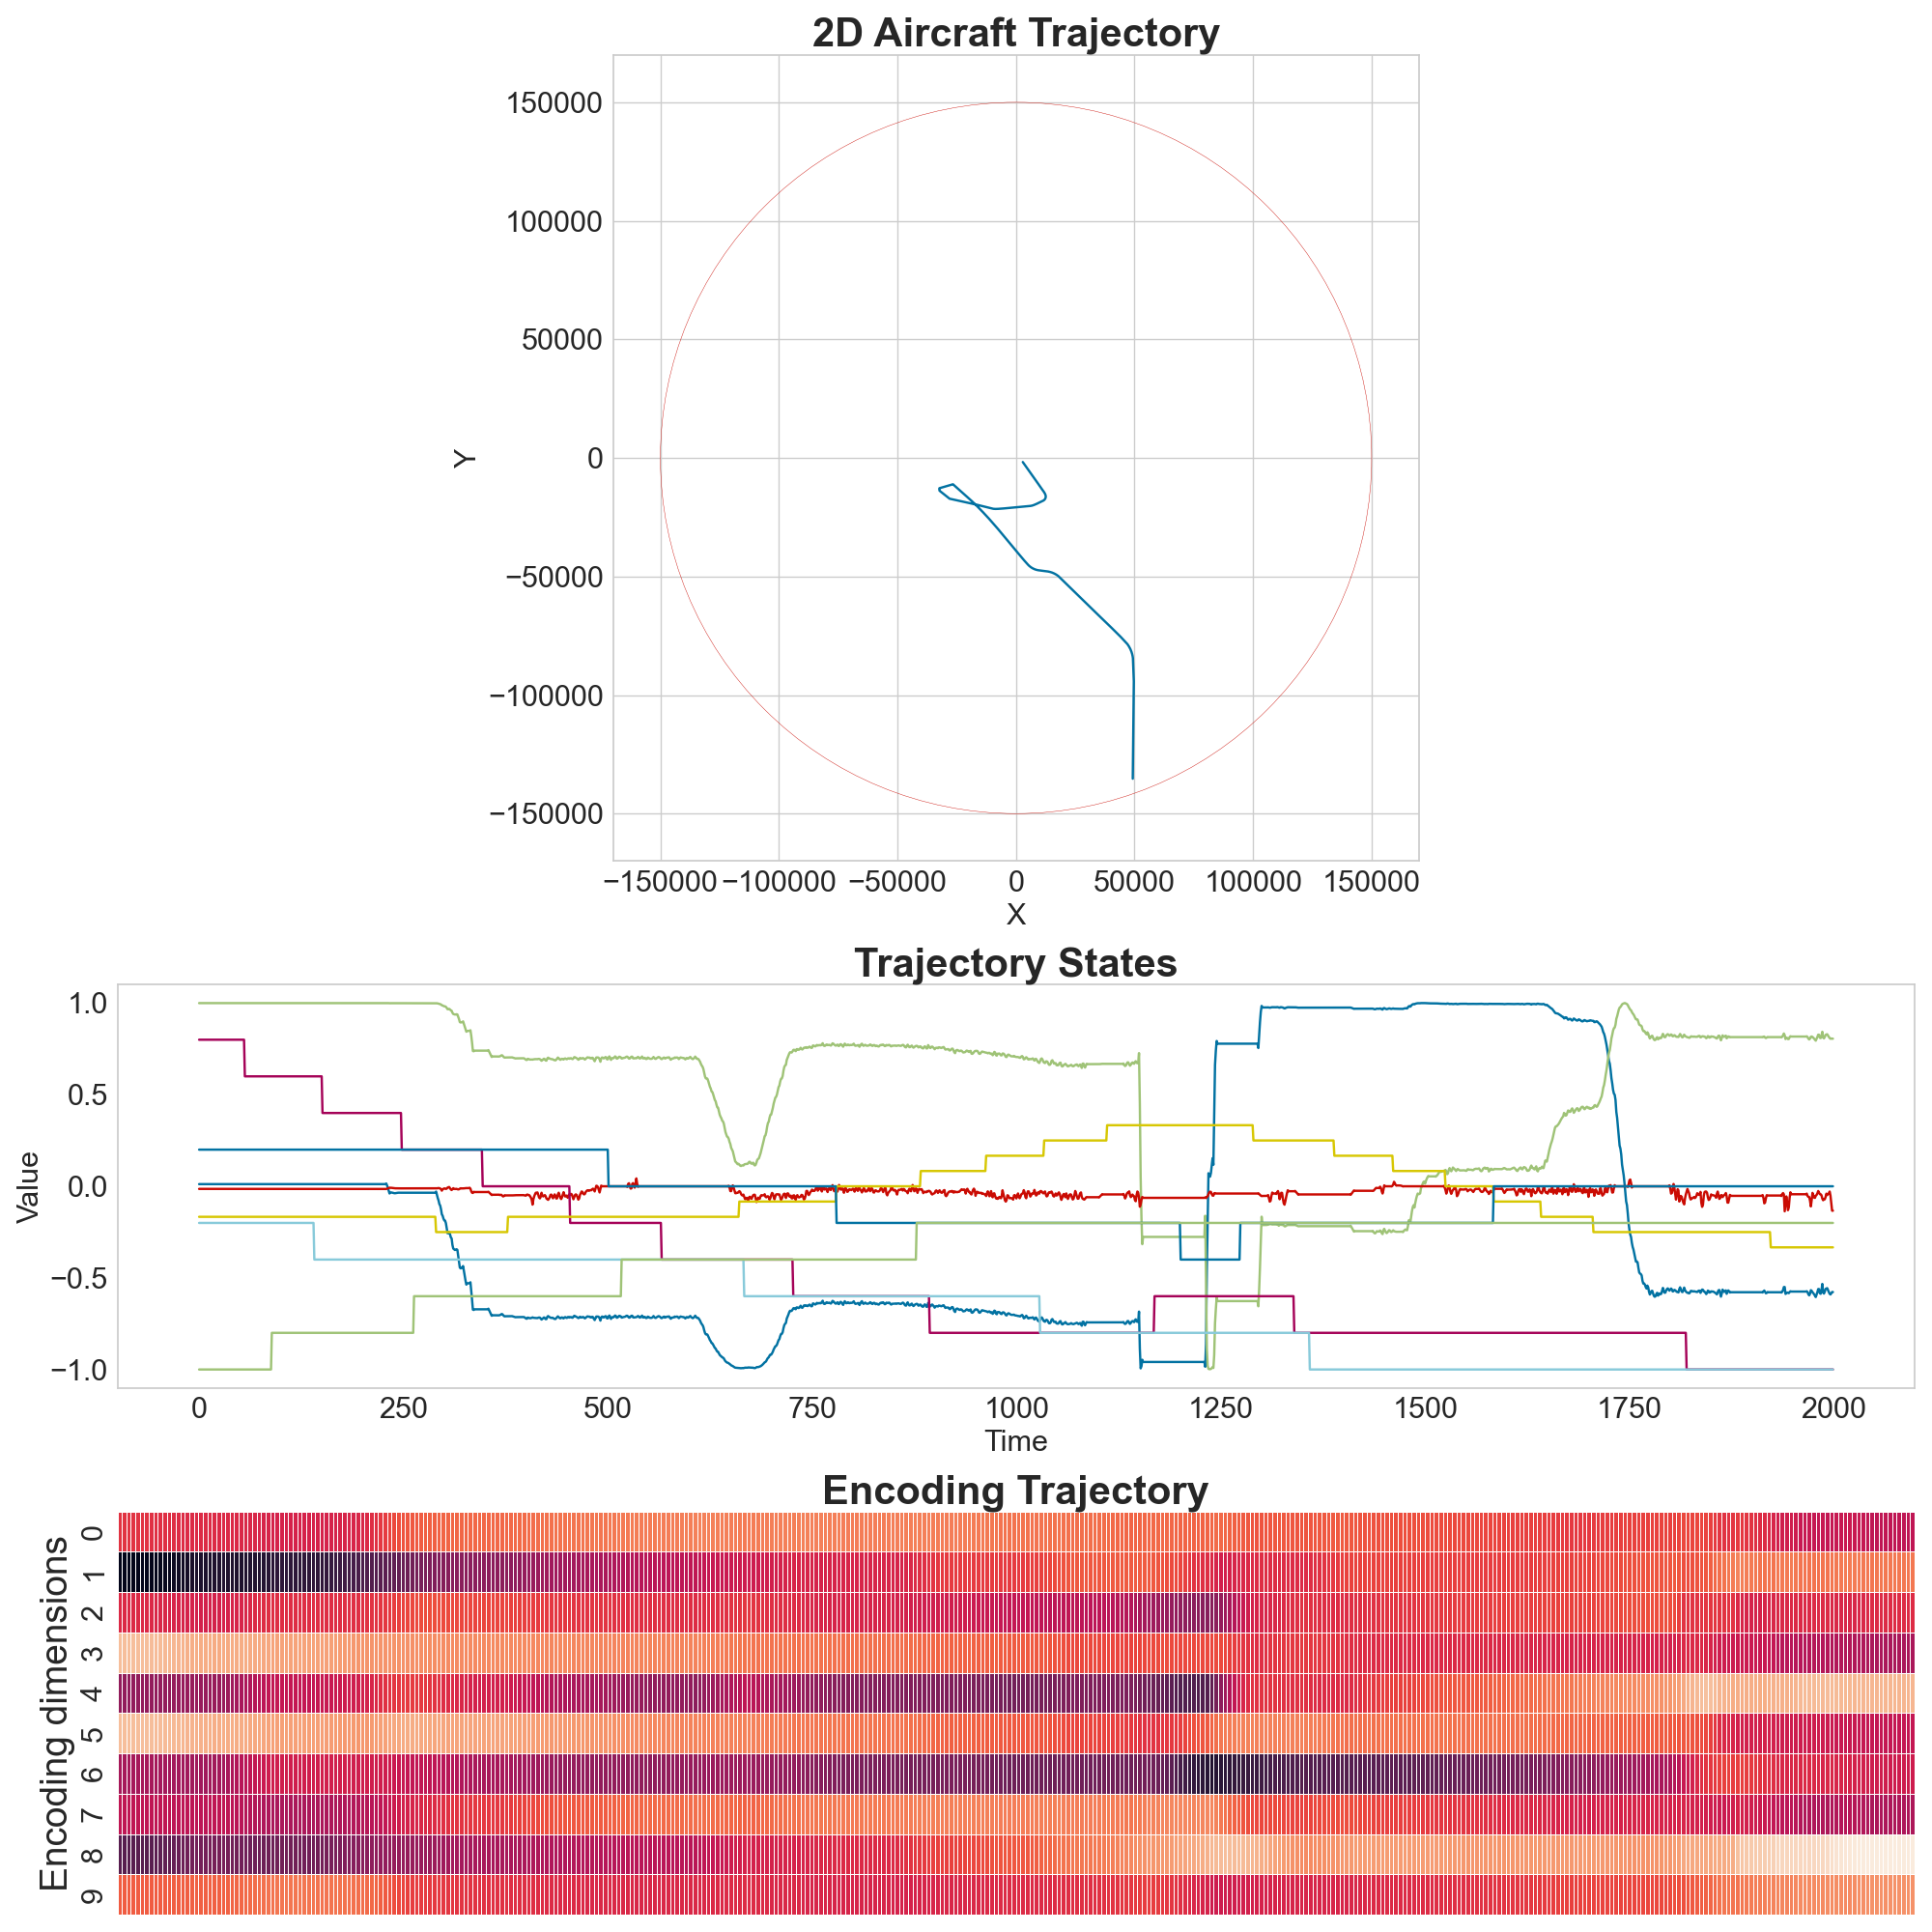 2D Aircraft Trajectory
150000
100000
50000
0
−50000
−100000
−150000
Y
−150000 −100000 −50000 0 50000 100000 150000
X
Trajectory States
1.0
0.5
0.0
−0.5
−1.0
Value
0 250 500 750 1000 1250 1500 1750 2000
Time
Encoding Trajectory
Encoding dimensions
0
1
2
3
4
5
6
7
8
9